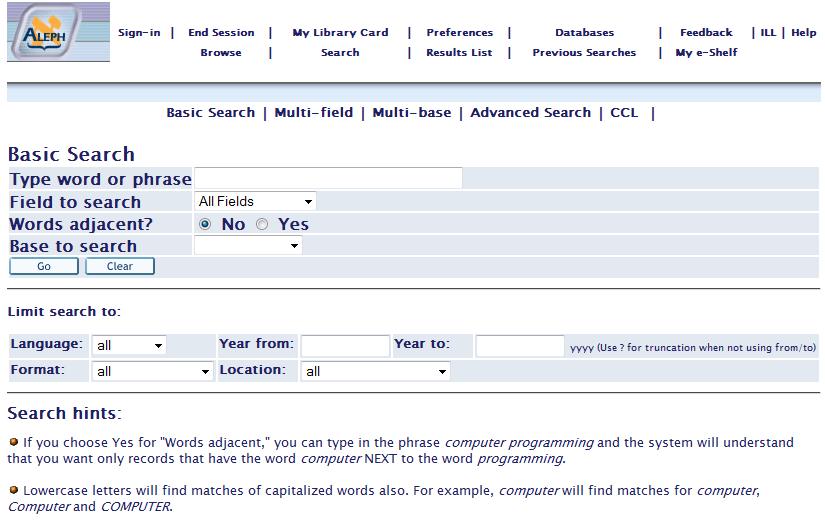 ALEPH
Sign-in | End Session | My Library Card | Preferences | Databases | Feedback | ILL | Help
Browse | Search | Results List | Previous Searches | My e-Shelf
Basic Search | Multi-field | Multi-base | Advanced Search | CCL |
Basic Search
Type word or phrase
Field to search All Fields
Words adjacent? No Yes
Base to search
Go Clear
Limit search to:
Language: all Year from: Year to: yyyy (Use ? for truncation when not using from/to)
Format: all Location: all
Search hints:
If you choose Yes for "Words adjacent," you can type in the phrase computer programming and the system will understand
that you want only records that have the word computer NEXT to the word programming.
Lowercase letters will find matches of capitalized words also. For example, computer will find matches for computer,
Computer and COMPUTER.